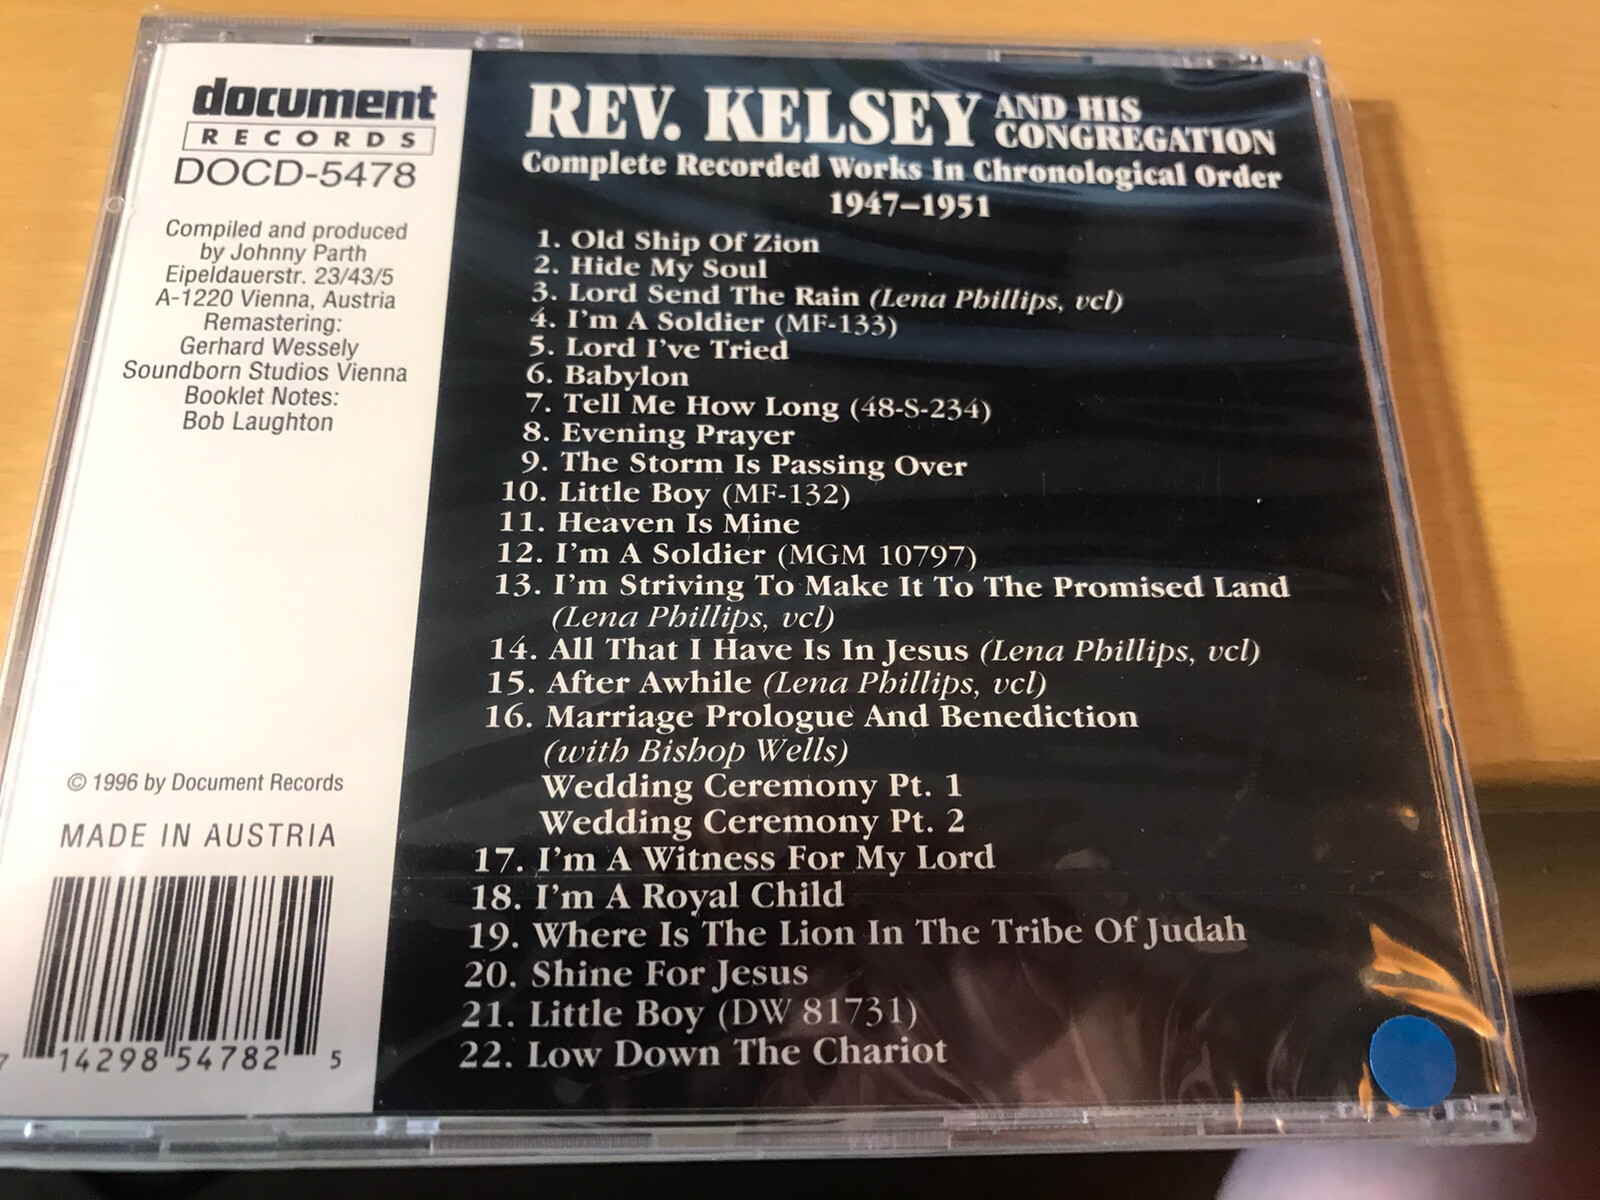 document
RECORDS
DOCD-5478
Compiled and produced
by Johnny Parth
Eipeldauerstr. 23/43/5
A-1220 Vienna, Austria
Remastering:
Gerhard Wessely
Soundborn Studios Vienna
Booklet Notes:
Bob Laughton
© 1996 by Document Records
MADE IN AUSTRIA
7 14298 54782 5
REV. KELSEY AND HIS
CONGREGATION
Complete Recorded Works In Chronological Order
1947–1951
1. Old Ship Of Zion
2. Hide My Soul
3. Lord Send The Rain (Lena Phillips, vcl)
4. I'm A Soldier (MF-133)
5. Lord I've Tried
6. Babylon
7. Tell Me How Long (48-S-234)
8. Evening Prayer
9. The Storm Is Passing Over
10. Little Boy (MF-132)
11. Heaven Is Mine
12. I'm A Soldier (MGM 10797)
13. I'm Striving To Make It To The Promised Land
(Lena Phillips, vcl)
14. All That I Have Is In Jesus (Lena Phillips, vcl)
15. After Awhile (Lena Phillips, vcl)
16. Marriage Prologue And Benediction
(with Bishop Wells)
Wedding Ceremony Pt. 1
Wedding Ceremony Pt. 2
17. I'm A Witness For My Lord
18. I'm A Royal Child
19. Where Is The Lion In The Tribe Of Judah
20. Shine For Jesus
21. Little Boy (DW 81731)
22. Low Down The Chariot